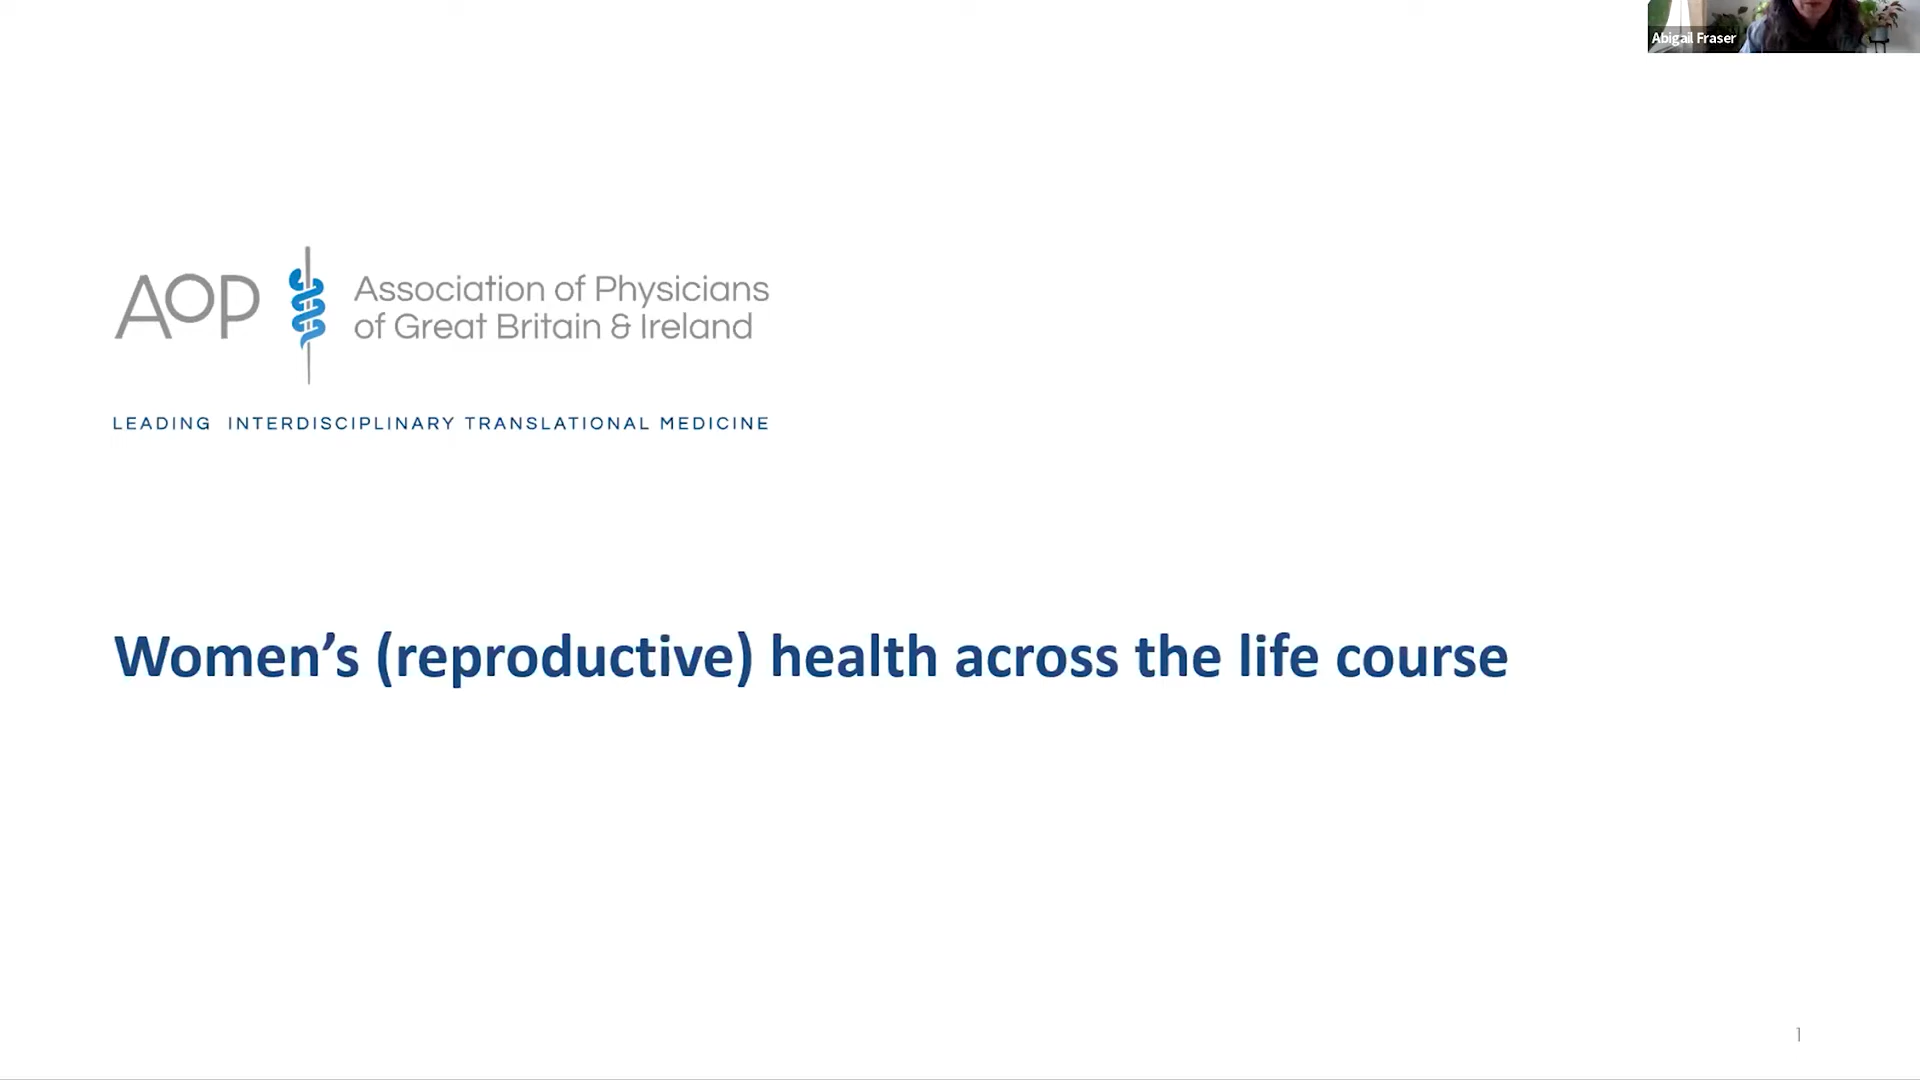 Abigail Fraser
AOP
Association of Physicians
of Great Britain & Ireland
LEADING INTERDISCIPLINARY TRANSLATIONAL MEDICINE
Women’s (reproductive) health across the life course
1